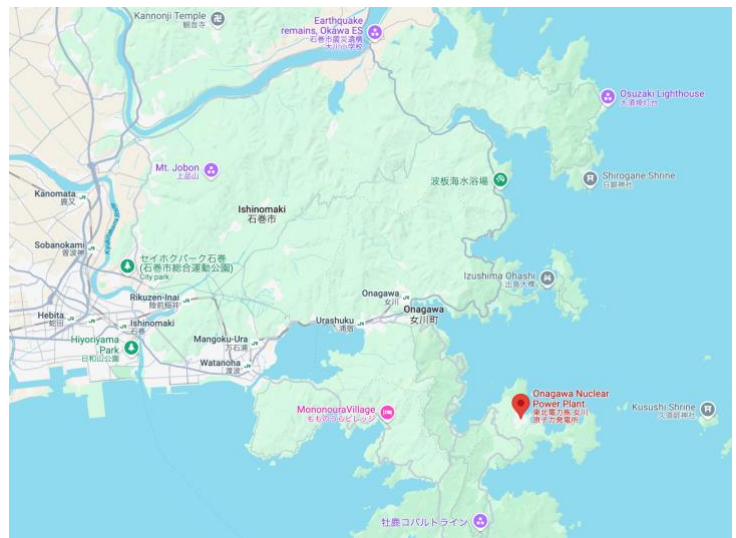 Kannonji Temple
観音寺
Earthquake
remains, Okawa ES
石巻市震災遺構
大川小学校
Osuzaki Lighthouse
大須埼灯台
Mt. Jobon
上品山
波板海水浴場
Shirogane Shrine
白銀神社
Kanomata
鹿又
Ishinomaki
石巻市
Sobanokami
曽波神
セイホクパーク石巻
(石巻市総合運動公園)
City park
Izushima Ohashi
出島大橋
Rikuzen-Inai
陸前稲井
Onagawa
女川
Onagawa
女川町
Hebita
蛇田
Ishinomaki
石巻
Urashuku
浦宿
Hiyoriyama
Park
日和山公園
Mangoku-Ura
万石浦
Watanoha
渡波
Onagawa Nuclear
Power Plant
東北電力㈱ 女川
原子力発電所
MononouraVillage
もものうらビレッジ
Kusushi Shrine
久須師神社
牡鹿コバルトライン